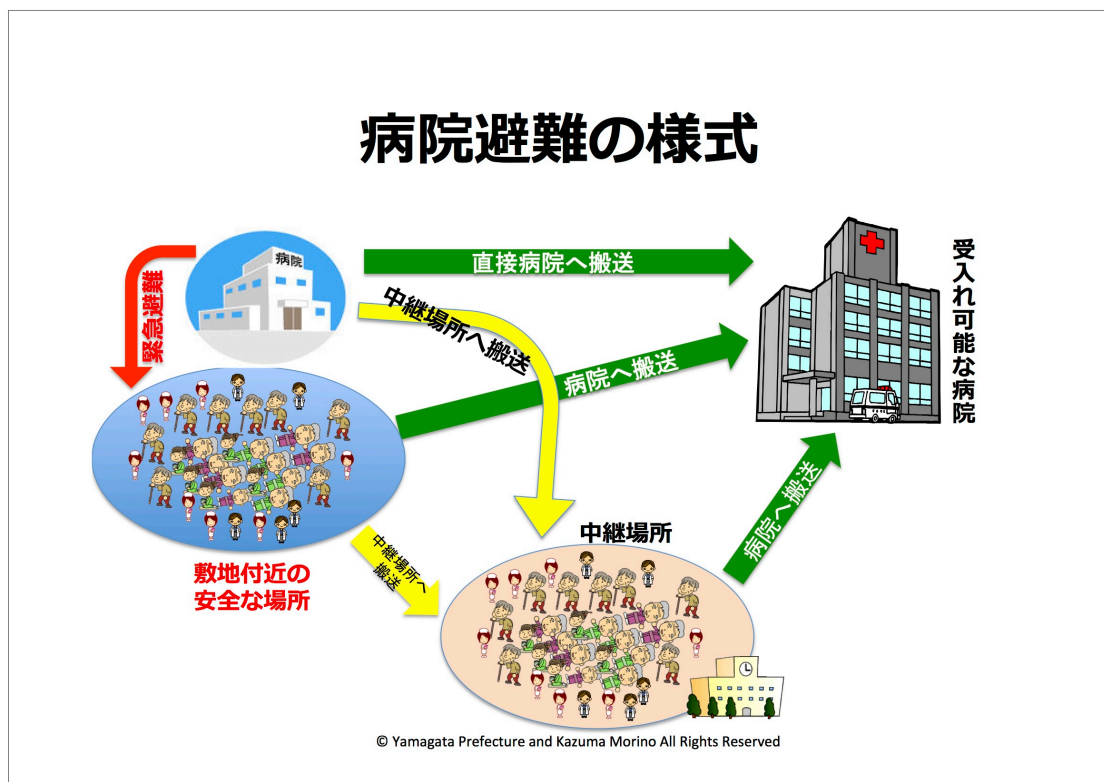 病院避難の様式
病院
緊急避難
直接病院へ搬送
中継場所へ搬送
病院へ搬送
受入れ可能な病院
敷地付近の
安全な場所
中継場所へ
搬送
中継場所
病院へ搬送
© Yamagata Prefecture and Kazuma Morino All Rights Reserved